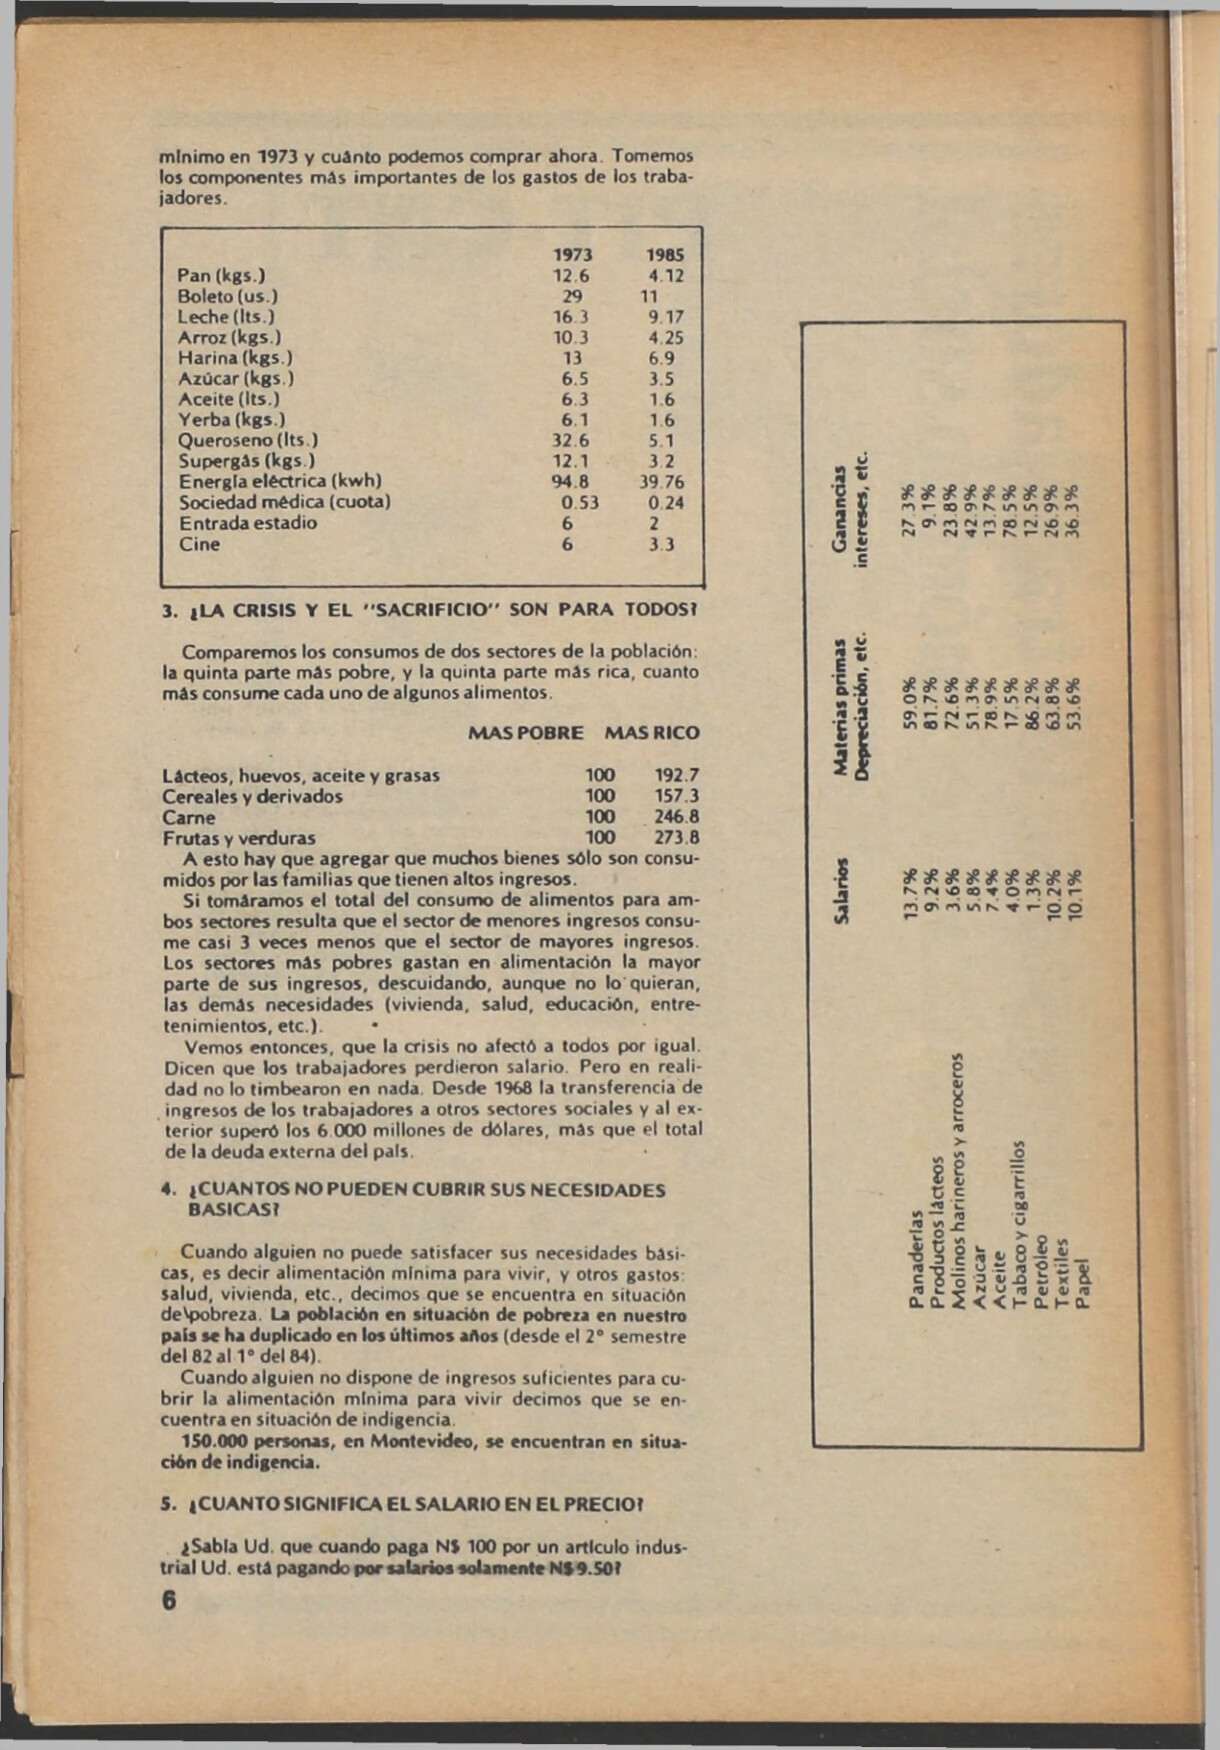 mínimo en 1973 y cuánto podemos comprar ahora. Tomemos
los componentes más importantes de los gastos de los traba-
jadores.
1973 1985
Pan (kgs.) 12.6 4.12
Boleto (us.) 29 11
Leche (lts.) 16.3 9.17
Arroz (kgs.) 10.3 4.25
Harina (kgs.) 13 6.9
Azúcar (kgs.) 6.5 3.5
Aceite (lts.) 6.3 1.6
Yerba (kgs.) 6.1 1.6
Queroseno (lts.) 32.6 5.1
Supergás (kgs.) 12.1 3.2
Energía eléctrica (kwh) 94.8 39.76
Sociedad médica (cuota) 0.53 0.24
Entrada estadio 6 2
Cine 6 3.3
3. ¿LA CRISIS Y EL "SACRIFICIO" SON PARA TODOS?
Comparemos los consumos de dos sectores de la población:
la quinta parte más pobre, y la quinta parte más rica, cuanto
más consume cada uno de algunos alimentos.
MAS POBRE MAS RICO
Lácteos, huevos, aceite y grasas 100 192.7
Cereales y derivados 100 157.3
Carne 100 246.8
Frutas y verduras 100 273.8
A esto hay que agregar que muchos bienes sólo son consu-
midos por las familias que tienen altos ingresos.
Si tomáramos el total del consumo de alimentos para am-
bos sectores resulta que el sector de menores ingresos consu-
me casi 3 veces menos que el sector de mayores ingresos.
Los sectores más pobres gastan en alimentación la mayor
parte de sus ingresos, descuidando, aunque no lo quieran,
las demás necesidades (vivienda, salud, educación, entre-
tenimientos, etc.).
Vemos entonces, que la crisis no afectó a todos por igual.
Dicen que los trabajadores perdieron salario. Pero en reali-
dad no lo timbearon en nada. Desde 1968 la transferencia de
ingresos de los trabajadores a otros sectores sociales y al ex-
terior superó los 6.000 millones de dólares, más que el total
de la deuda externa del país.
4. ¿CUANTOS NO PUEDEN CUBRIR SUS NECESIDADES
BASICAS?
Cuando alguien no puede satisfacer sus necesidades bási-
cas, es decir alimentación mínima para vivir, y otros gastos:
salud, vivienda, etc., decimos que se encuentra en situación
de pobreza. La población en situación de pobreza en nuestro
país se ha duplicado en los últimos años (desde el 2º semestre
del 82 al 1º del 84).
Cuando alguien no dispone de ingresos suficientes para cu-
brir la alimentación mínima para vivir decimos que se en-
cuentra en situación de indigencia.
150.000 personas, en Montevideo, se encuentran en situa-
ción de indigencia.
5. ¿CUANTO SIGNIFICA EL SALARIO EN EL PRECIO?
¿Sabía Ud. que cuando paga N$ 100 por un artículo indus-
trial Ud. está pagando por salarios solamente N$ 9.50?
6
Salarios Materias primas Ganancias
Depreciación, etc. intereses, etc.
Panaderías 13.7% 59.0% 27.3%
Productos lácteos 9.2% 81.7% 9.1%
Molinos harineros y arroceros 3.6% 72.6% 23.8%
Azúcar 5.8% 51.3% 42.9%
Aceite 7.4% 78.9% 13.7%
Tabaco y cigarrillos 4.0% 17.5% 78.5%
Petróleo 1.3% 86.2% 12.5%
Textiles 10.2% 63.8% 26.9%
Papel 10.1% 53.6% 36.3%